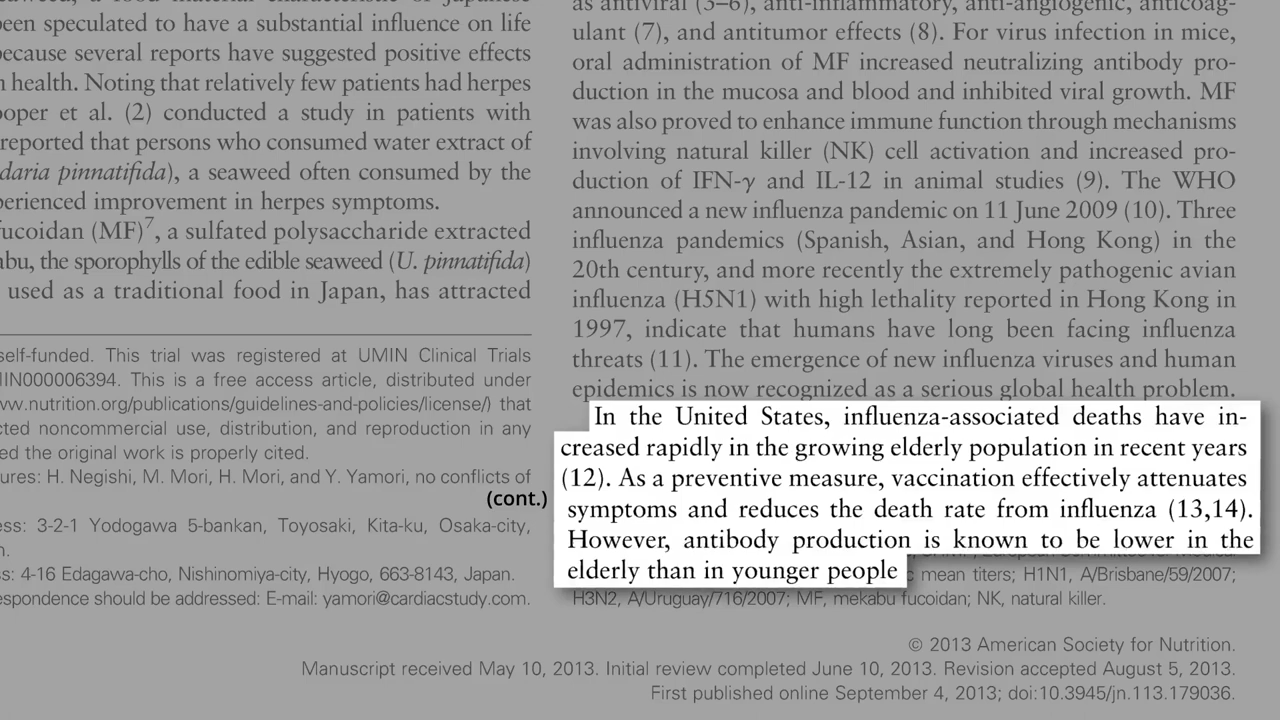 been speculated to have a substantial influence on life
because several reports have suggested positive effects
health. Noting that relatively few patients had herpes
et al. (2) conducted a study in patients with
reported that persons who consumed water extract of
pinnatifida), a seaweed often consumed by the
improvement in herpes symptoms.
fucoidan (MF)7, a sulfated polysaccharide extracted
the sporophylls of the edible seaweed (U. pinnatifida)
used as a traditional food in Japan, has attracted
self-funded. This trial was registered at UMIN Clinical Trials
This is a free access article, distributed under
.nutrition.org/publications/guidelines-and-policies/license/) that
noncommercial use, distribution, and reproduction in any
the original work is properly cited.
H. Negishi, M. Mori, H. Mori, and Y. Yamori, no conflicts of
(cont.)
3-2-1 Yodogawa 5-bankan, Toyosaki, Kita-ku, Osaka-city,
4-16 Edagawa-cho, Nishinomiya-city, Hyogo, 663-8143, Japan.
should be addressed: E-mail: yamori@cardiacstudy.com.
as antiviral (3–6), anti-inflammatory, anti-angiogenic, anticoag-
ulant (7), and antitumor effects (8). For virus infection in mice,
oral administration of MF increased neutralizing antibody pro-
duction in the mucosa and blood and inhibited viral growth. MF
was also proved to enhance immune function through mechanisms
involving natural killer (NK) cell activation and increased pro-
duction of IFN-γ and IL-12 in animal studies (9). The WHO
announced a new influenza pandemic on 11 June 2009 (10). Three
influenza pandemics (Spanish, Asian, and Hong Kong) in the
20th century, and more recently the extremely pathogenic avian
influenza (H5N1) with high lethality reported in Hong Kong in
1997, indicate that humans have long been facing influenza
threats (11). The emergence of new influenza viruses and human
epidemics is now recognized as a serious global health problem.
In the United States, influenza-associated deaths have in-
creased rapidly in the growing elderly population in recent years
(12). As a preventive measure, vaccination effectively attenuates
symptoms and reduces the death rate from influenza (13,14).
However, antibody production is known to be lower in the
elderly than in younger people
mean titers; H1N1, A/Brisbane/59/2007;
H3N2, A/Uruguay/716/2007; MF, mekabu fucoidan; NK, natural killer.
© 2013 American Society for Nutrition.
Manuscript received May 10, 2013. Initial review completed June 10, 2013. Revision accepted August 5, 2013.
First published online September 4, 2013; doi:10.3945/jn.113.179036.